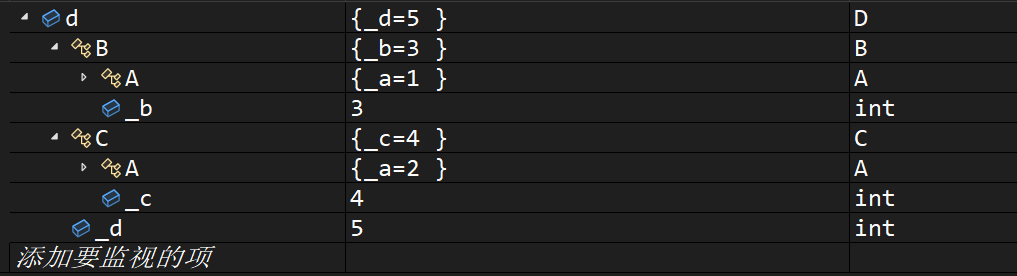 d {_d=5 } D
B {_b=3 } B
A {_a=1 } A
_b 3 int
C {_c=4 } C
A {_a=2 } A
_c 4 int
_d 5 int
添加要监视的项